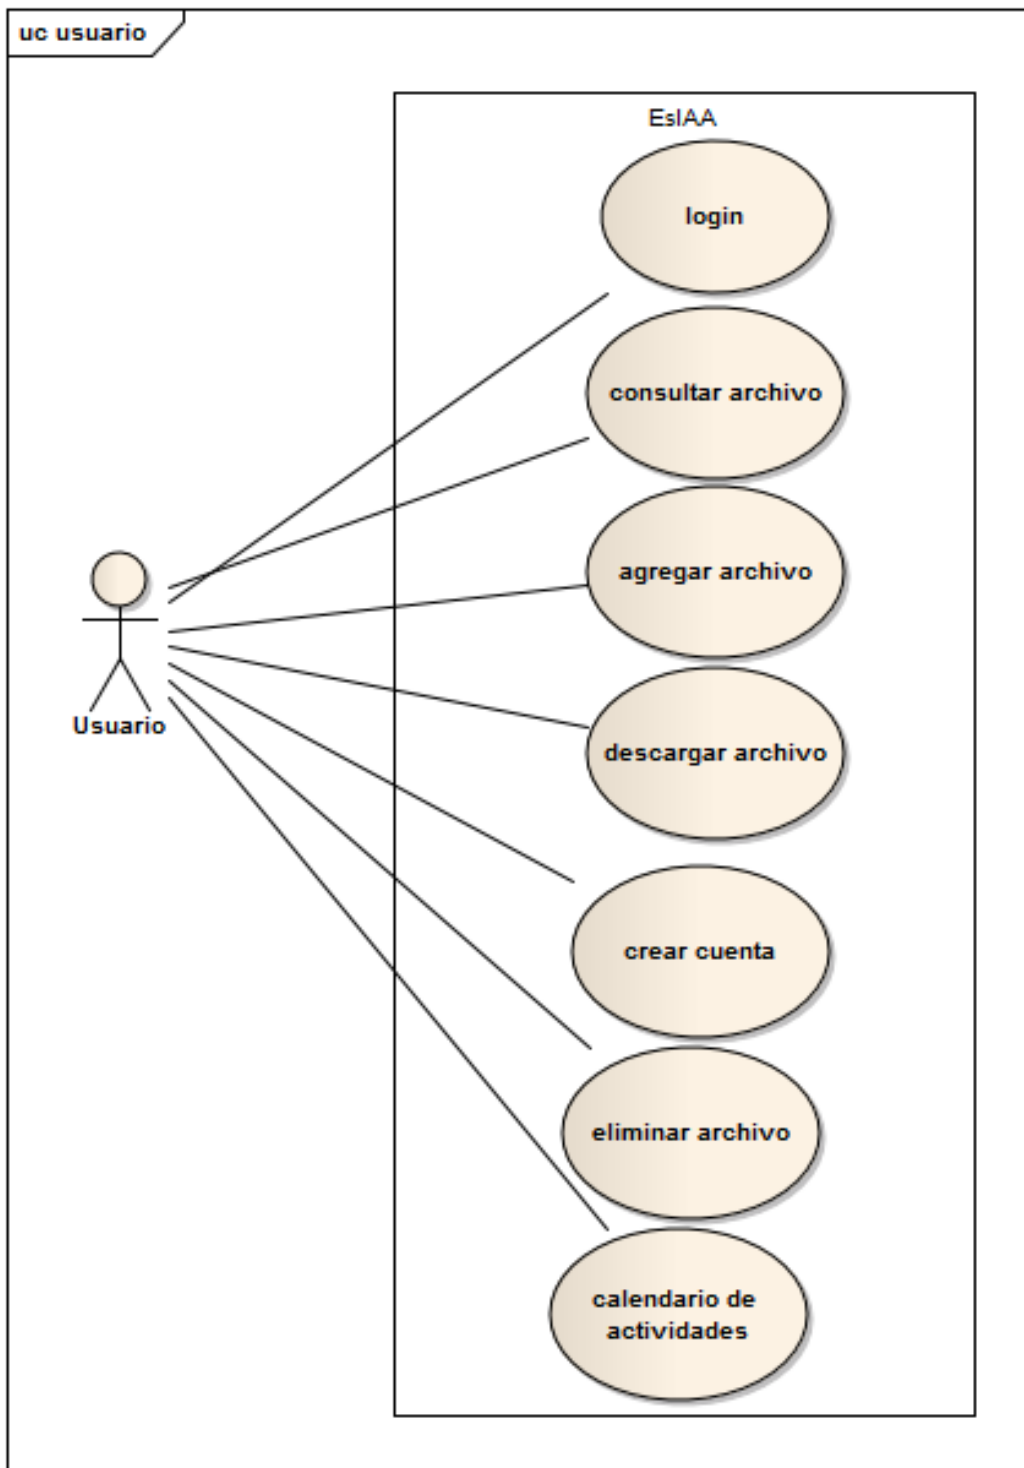 uc usuario
EsIAA
login
consultar archivo
agregar archivo
Usuario
descargar archivo
crear cuenta
eliminar archivo
calendario de
actividades